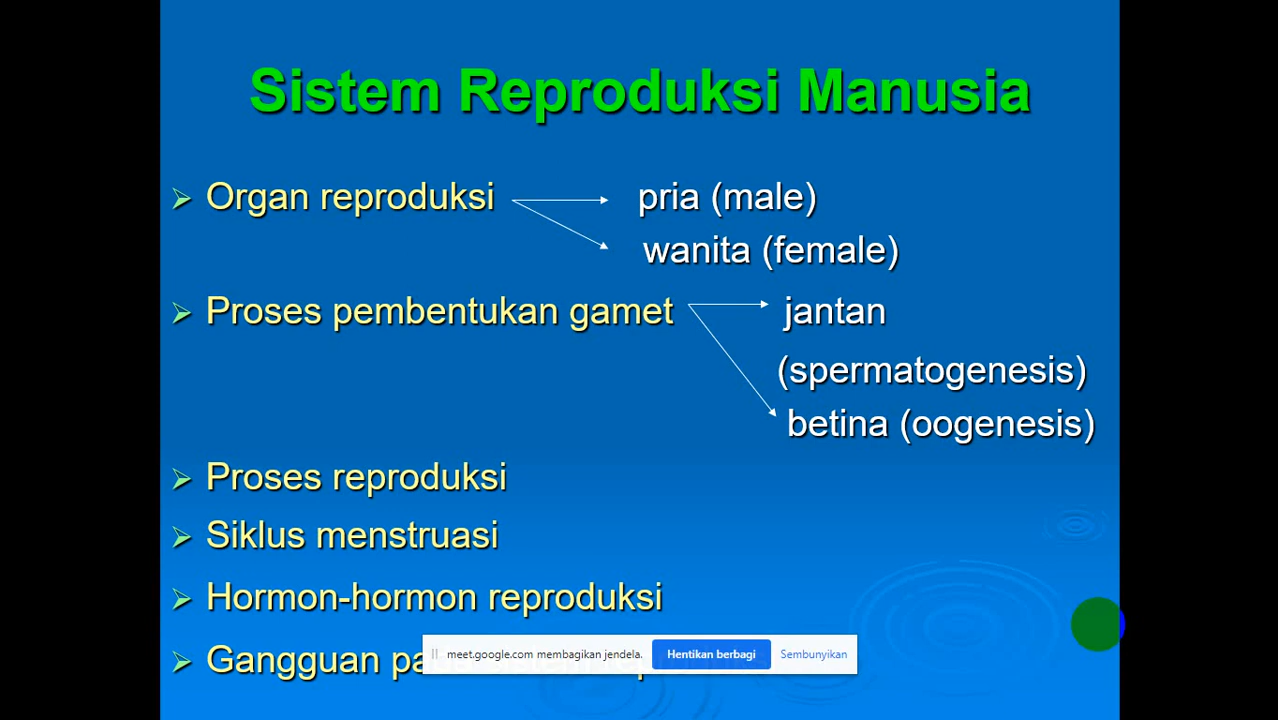 Sistem Reproduksi Manusia
Organ reproduksi
pria (male)
wanita (female)
Proses pembentukan gamet
jantan
(spermatogenesis)
betina (oogenesis)
Proses reproduksi
Siklus menstruasi
Hormon-hormon reproduksi
Gangguan
meet.google.com membagikan jendela.
Hentikan berbagi
Sembunyikan